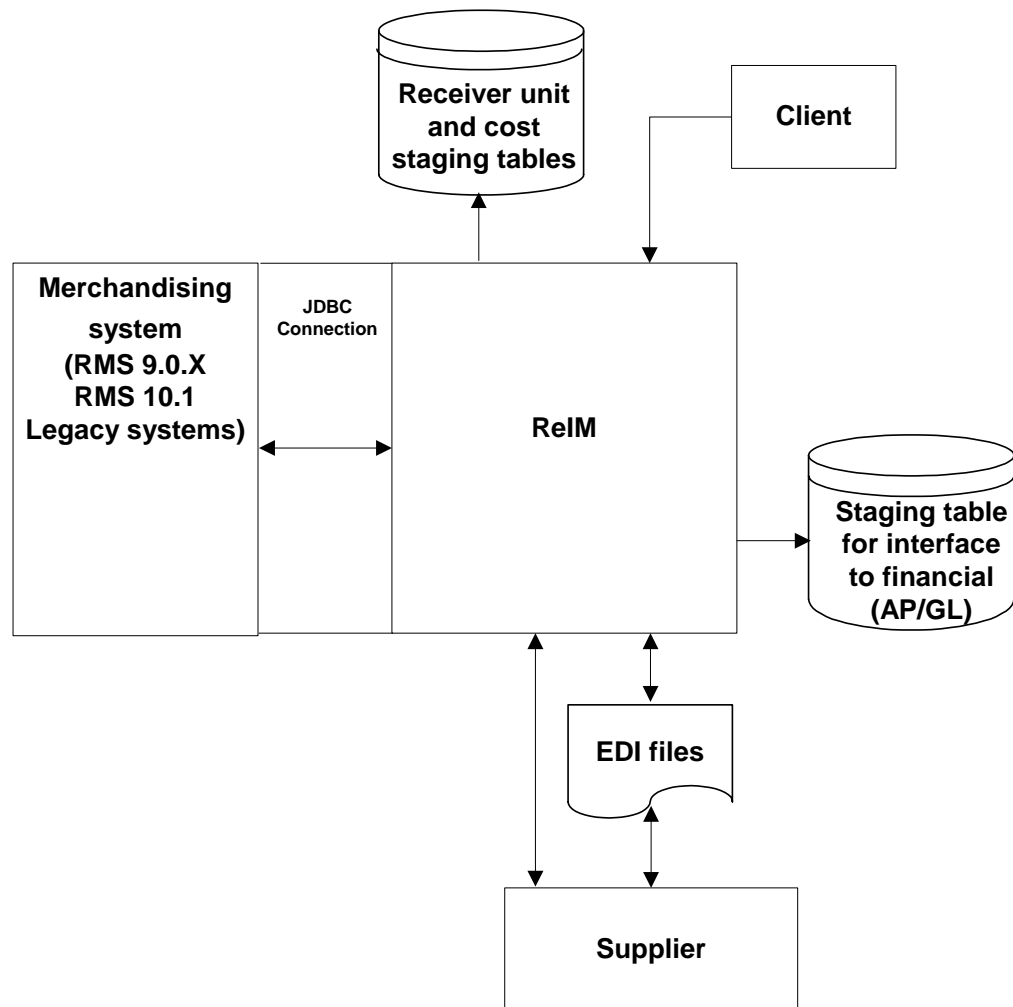 Receiver unit
and cost
staging tables
Client
Merchandising
system
(RMS 9.0.X
RMS 10.1
Legacy systems)
JDBC
Connection
ReIM
Staging table
for interface
to financial
(AP/GL)
EDI files
Supplier